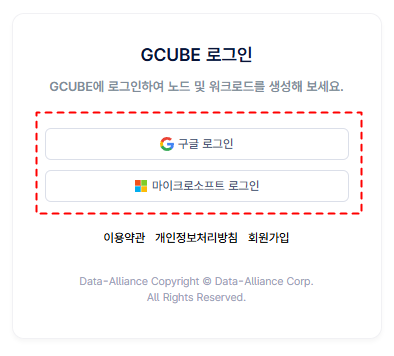 GCUBE 로그인
GCUBE에 로그인하여 노드 및 워크로드를 생성해 보세요.
구글 로그인
마이크로소프트 로그인
이용약관 개인정보처리방침 회원가입
Data-Alliance Copyright © Data-Alliance Corp.
All Rights Reserved.